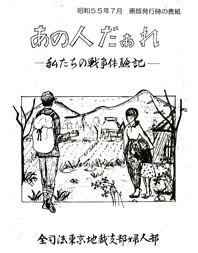 昭和55年7月　原版発行時の表紙
あの人だぁれ
―私たちの戦争体験記―
全司法東京地裁支部婦人部